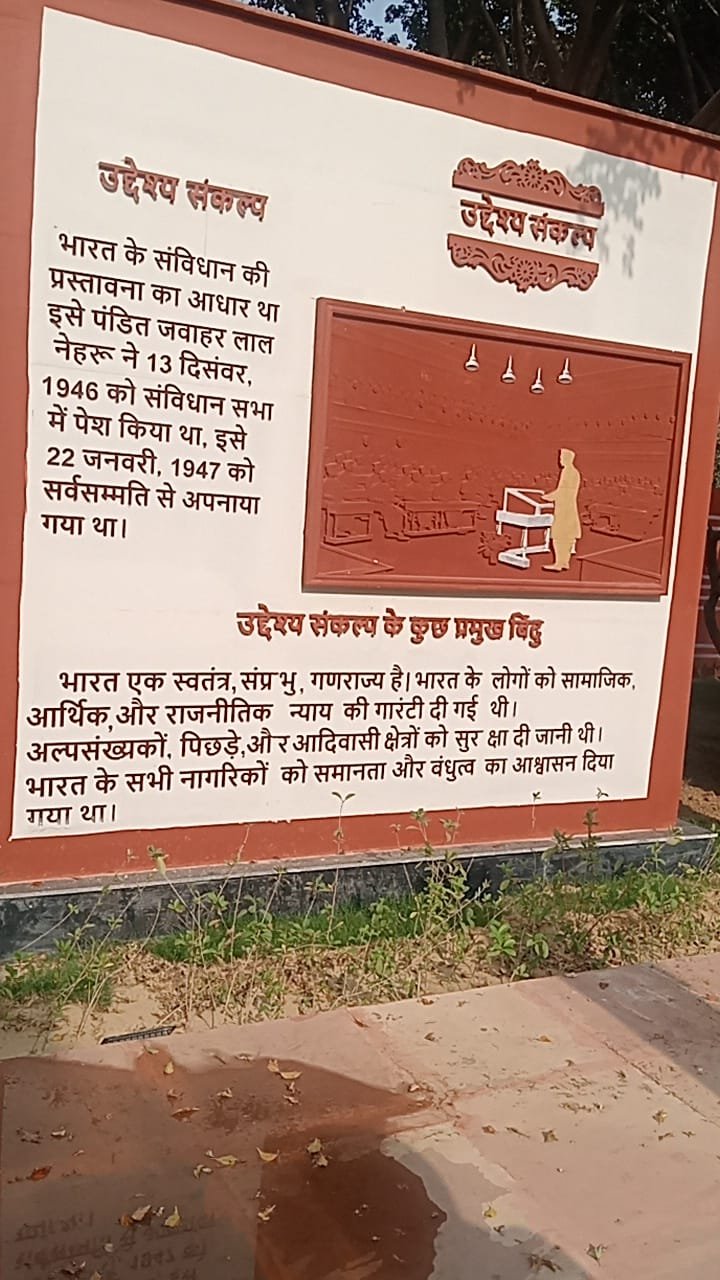 उद्देश्य संकल्प
भारत के संविधान की
प्रस्तावना का आधार था
इसे पंडित जवाहर लाल
नेहरू ने 13 दिसंवर,
1946 को संविधान सभा
में पेश किया था, इसे
22 जनवरी, 1947 को
सर्वसम्मति से अपनाया
गया था।
उद्देश्य संकल्प
उद्देश्य संकल्प के कुछ प्रमुख विंदु
भारत एक स्वतंत्र,संप्रभु, गणराज्य है। भारत के लोगों को सामाजिक,
आर्थिक,और राजनीतिक न्याय की गारंटी दी गई थी।
अल्पसंख्यकों, पिछड़े,और आदिवासी क्षेत्रों को सुरक्षा दी जानी थी।
भारत के सभी नागरिकों को समानता और वंधुत्व का आश्वासन दिया
गया था।